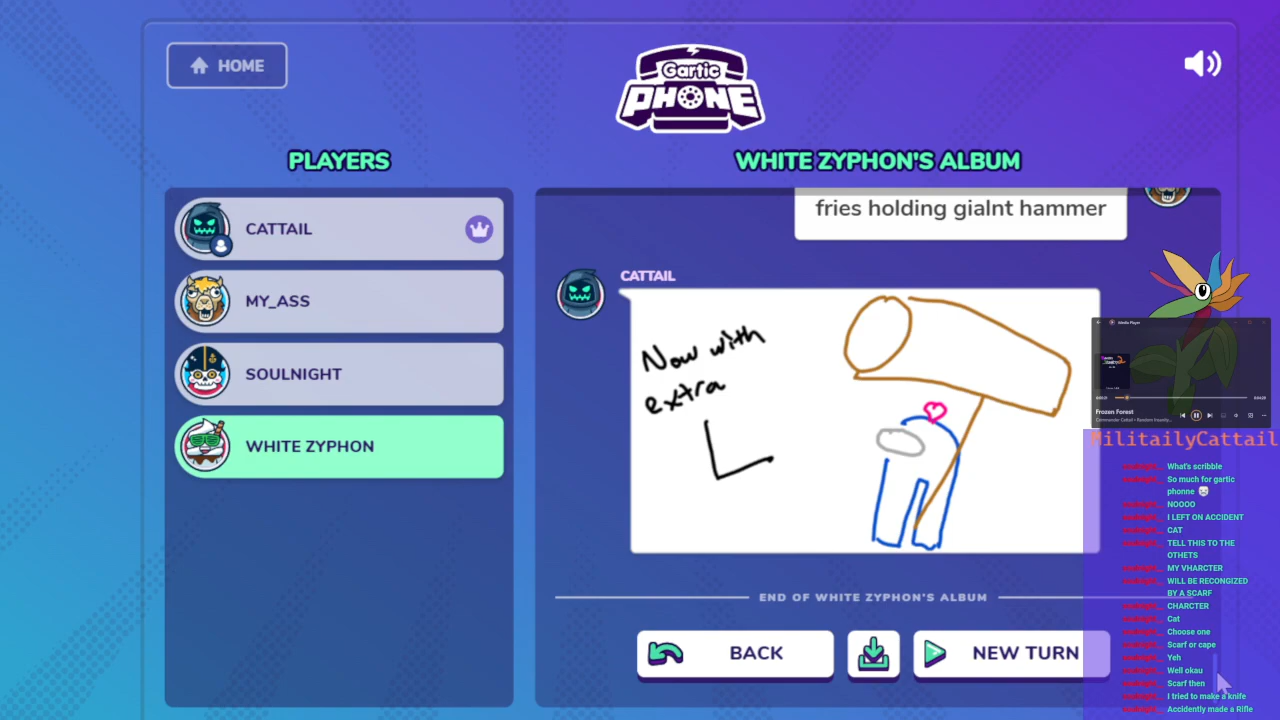 HOME
Gartic
PHONE
PLAYERS
WHITE ZYPHON'S ALBUM
CATTAIL
MY_ASS
SOULNIGHT
WHITE ZYPHON
fries holding gialnt hammer
CATTAIL
Now with
extra
L
END OF WHITE ZYPHON'S ALBUM
BACK
NEW TURN
Frozen Forest
MilitailyCattail
What's scribble
So much for gartic
phonne
NOOOO
I LEFT ON ACCIDENT
CAT
TELL THIS TO THE
OTHETS
MY VHARCTER
WILL BE RECONGIZED
BY A SCARF
CHARCTER
Cat
Choose one
Scarf or cape
Yeh
Well okau
Scarf then
I tried to make a knife
Accidently made a Rifle